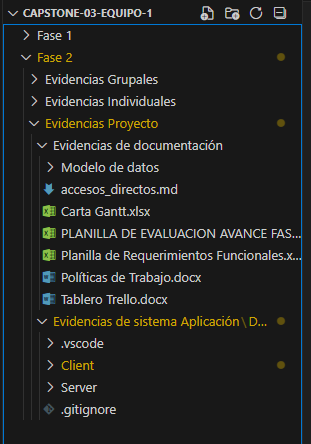 CAPSTONE-03-EQUIPO-1
Fase 1
Fase 2
Evidencias Grupales
Evidencias Individuales
Evidencias Proyecto
Evidencias de documentación
Modelo de datos
accesos_directos.md
Carta Gantt.xlsx
PLANILLA DE EVALUACION AVANCE FAS...
Planilla de Requerimientos Funcionales.x...
Políticas de Trabajo.docx
Tablero Trello.docx
Evidencias de sistema Aplicación\D...
.vscode
Client
Server
.gitignore